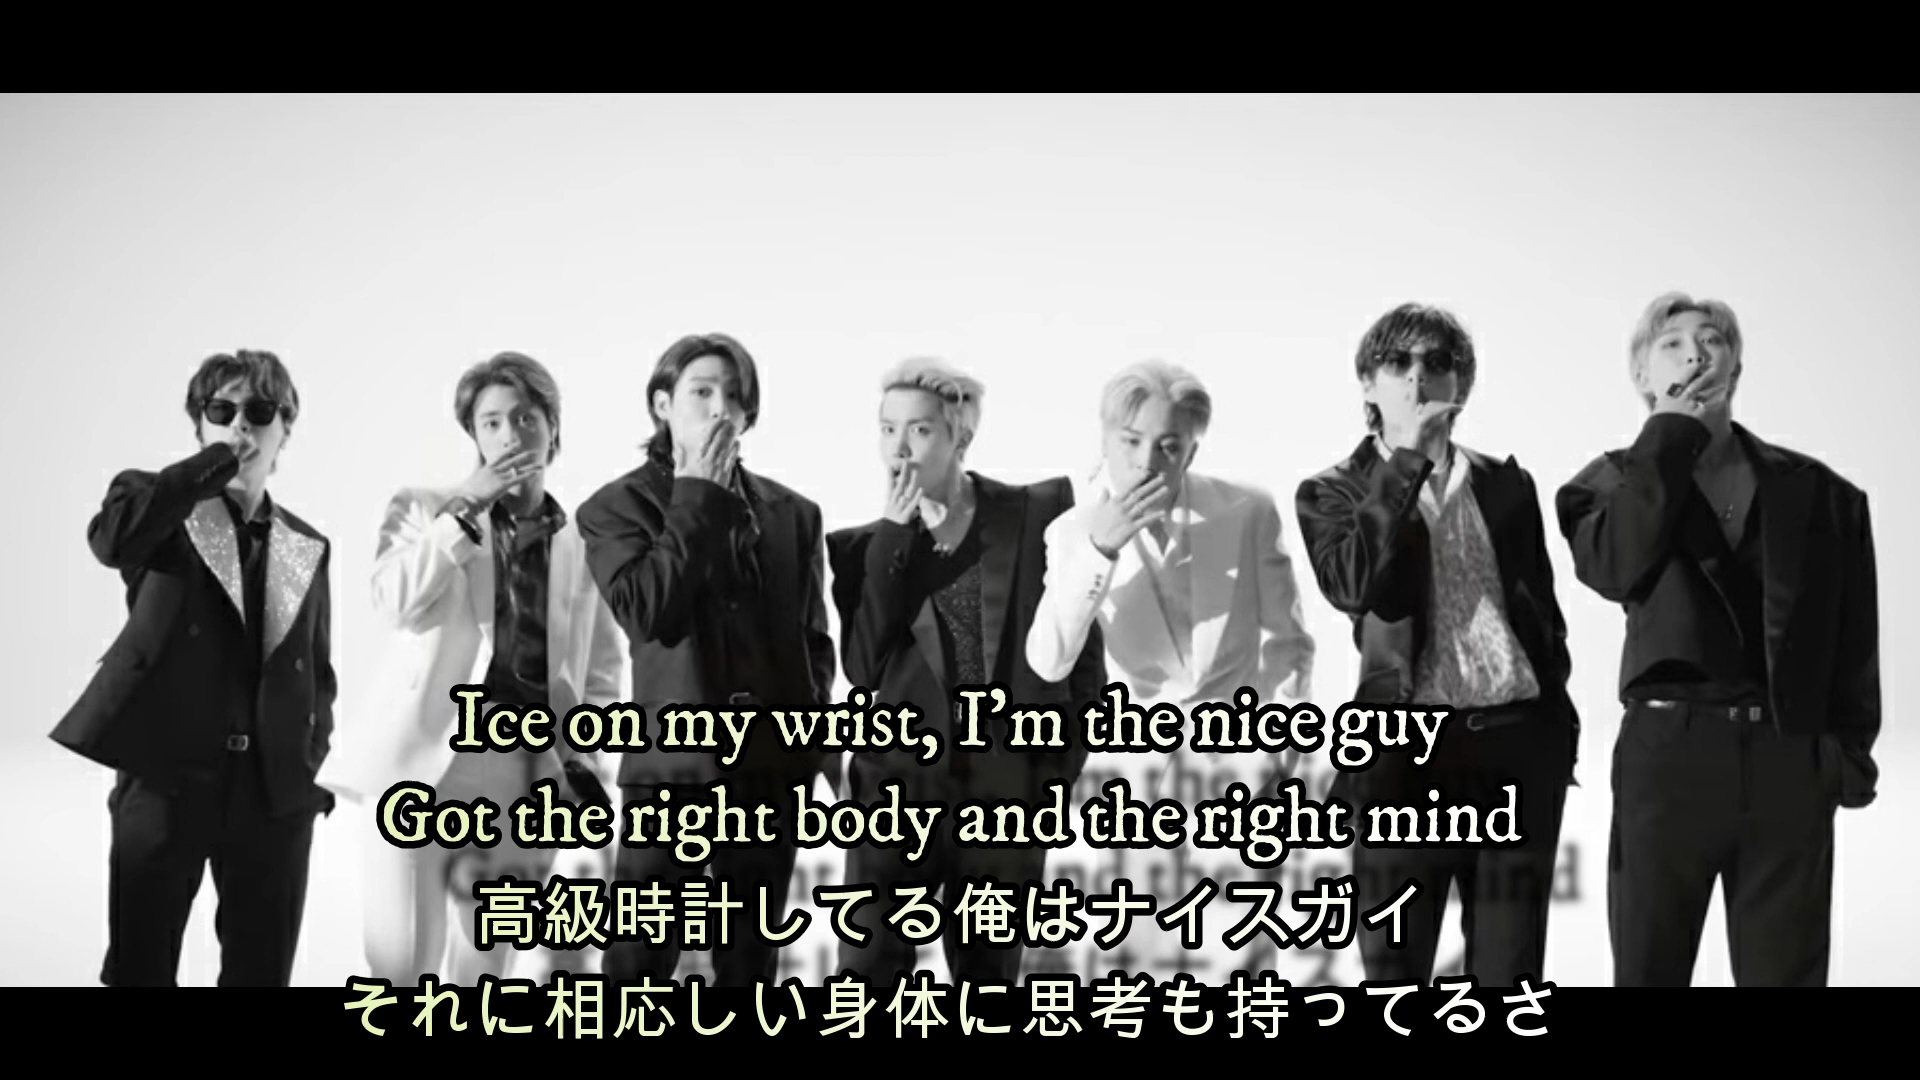 Ice on my wrist, I'm the nice guy
Got the right body and the right mind
高級時計してる俺はナイスガイ
それに相応しい身体に思考も持ってるさ